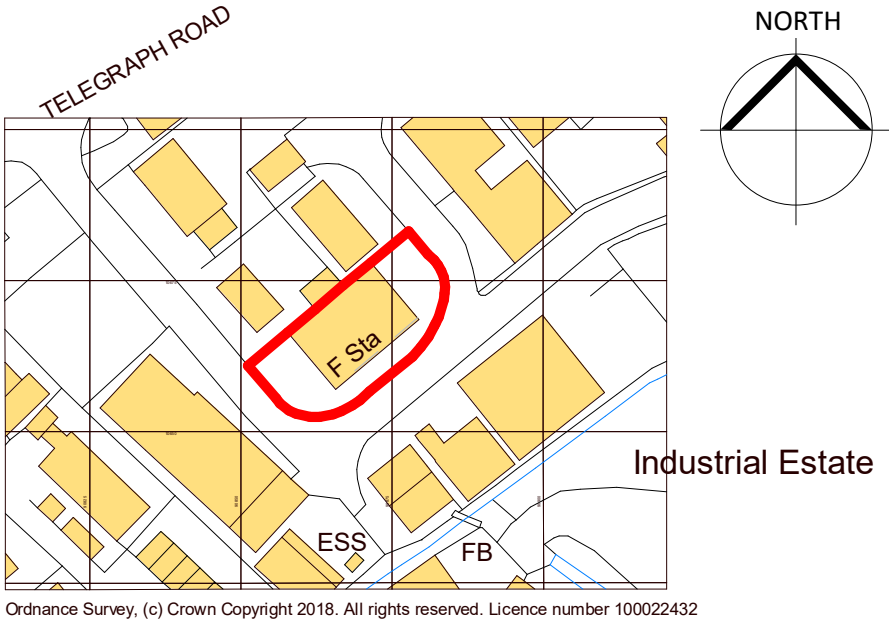 NORTH
TELEGRAPH ROAD
F Sta
Industrial Estate
ESS
FB
Ordnance Survey, (c) Crown Copyright 2018. All rights reserved. Licence number 100022432